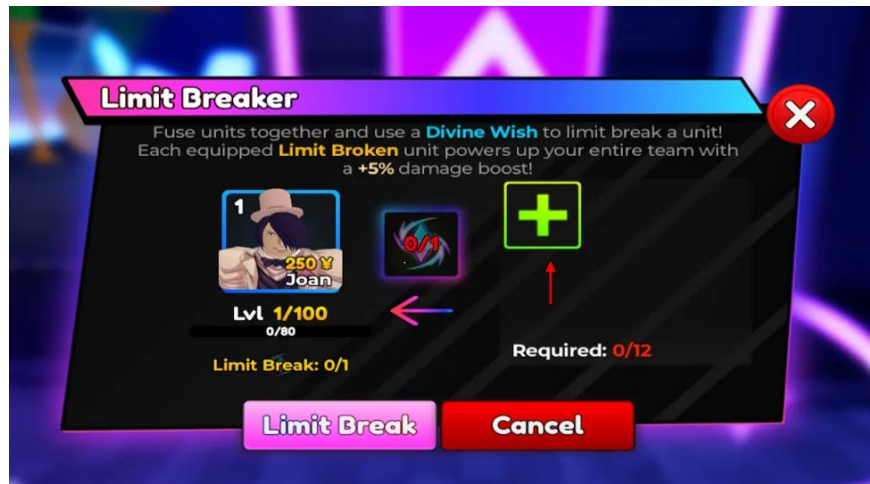 Limit Breaker
X
Fuse units together and use a Divine Wish to limit break a unit!
Each equipped Limit Broken unit powers up your entire team with
a +5% damage boost!
1
250 ¥
Joan
0/1
Lvl 1/100
0/80
Limit Break: 0/1
Required: 0/12
Limit Break
Cancel